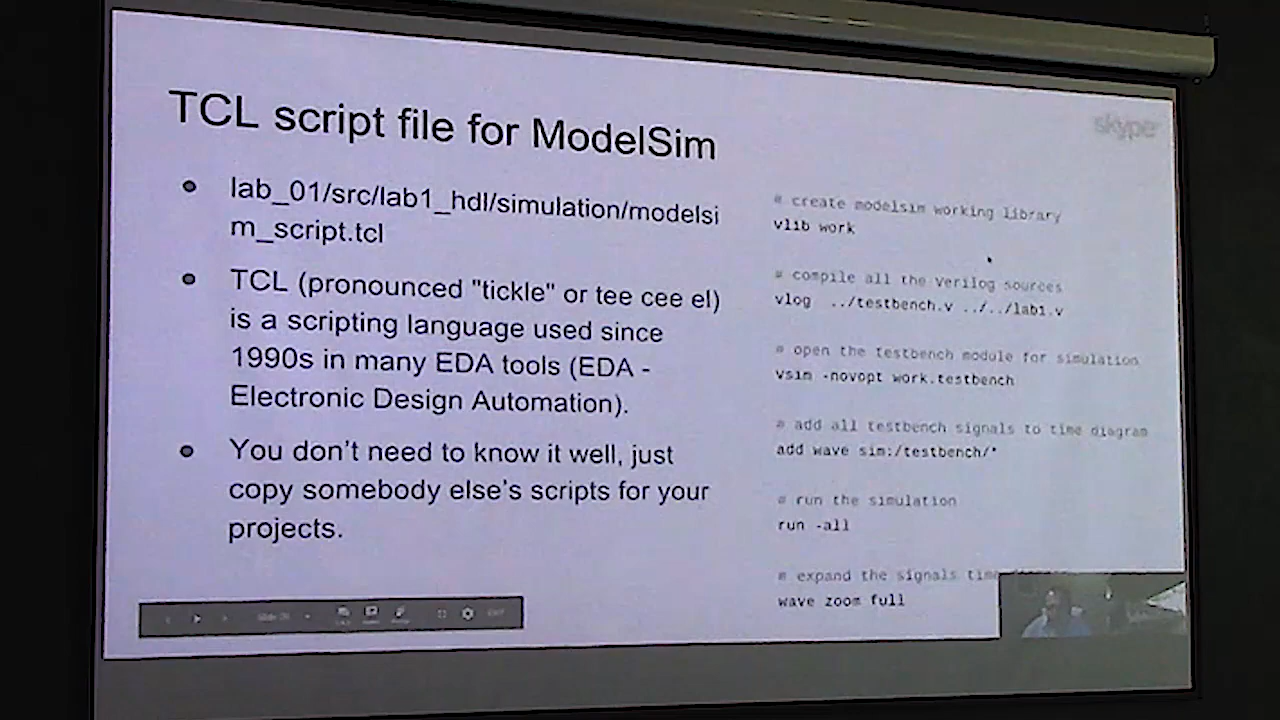 TCL script file for ModelSim
skype
lab_01/src/lab1_hdl/simulation/modelsi
m_script.tcl
TCL (pronounced "tickle" or tee cee el)
is a scripting language used since
1990s in many EDA tools (EDA -
Electronic Design Automation).
You don't need to know it well, just
copy somebody else's scripts for your
projects.
# create modelsim working library
vlib work
# compile all the verilog sources
vlog ../testbench.v ../../lab1.v
# open the testbench module for simulation
vsim -novopt work.testbench
# add all testbench signals to time diagram
add wave sim:/testbench/*
# run the simulation
run -all
# expand the signals time
wave zoom full